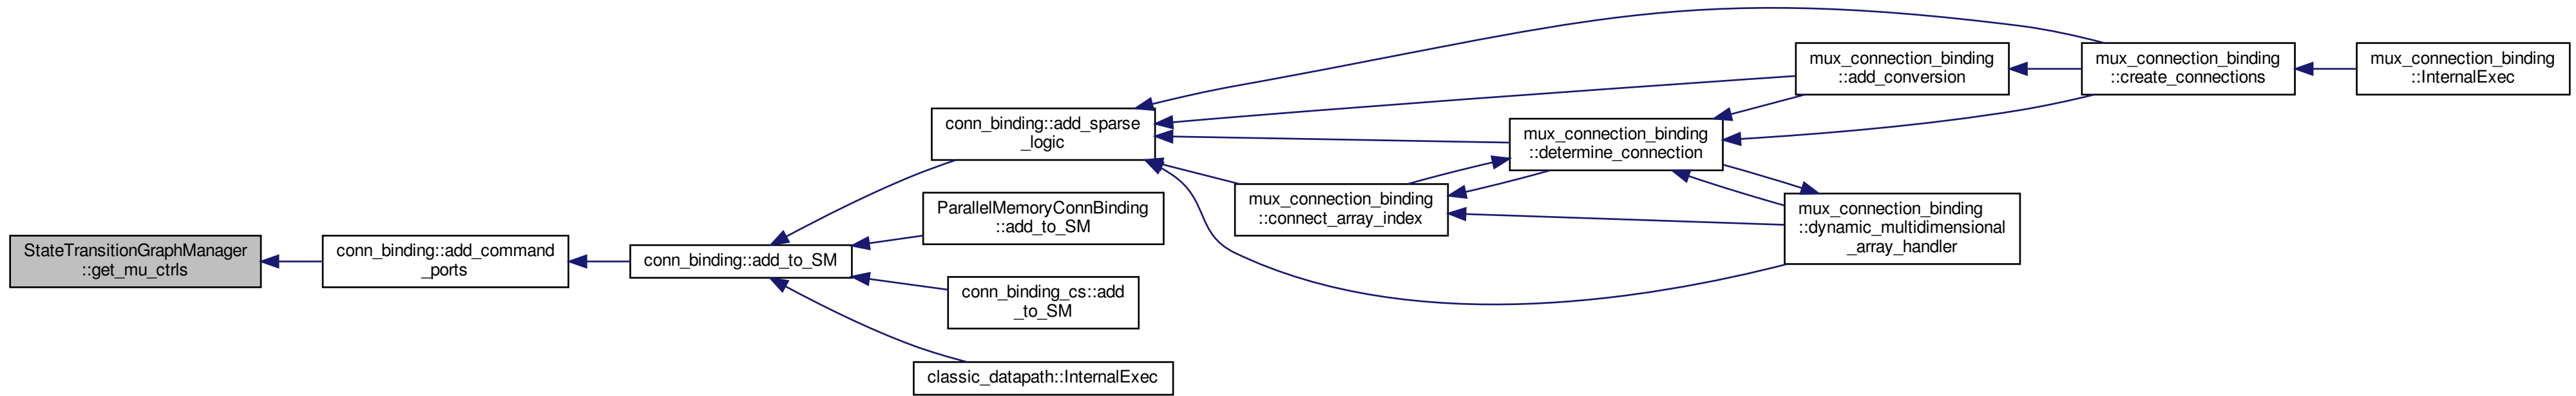 StateTransitionGraphManager
::get_mu_ctrls
conn_binding::add_command
_ports
conn_binding::add_to_SM
conn_binding::add_sparse
_logic
ParallelMemoryConnBinding
::add_to_SM
conn_binding_cs::add
_to_SM
classic_datapath::InternalExec
mux_connection_binding
::connect_array_index
mux_connection_binding
::determine_connection
mux_connection_binding
::add_conversion
mux_connection_binding
::dynamic_multidimensional
_array_handler
mux_connection_binding
::create_connections
mux_connection_binding
::InternalExec